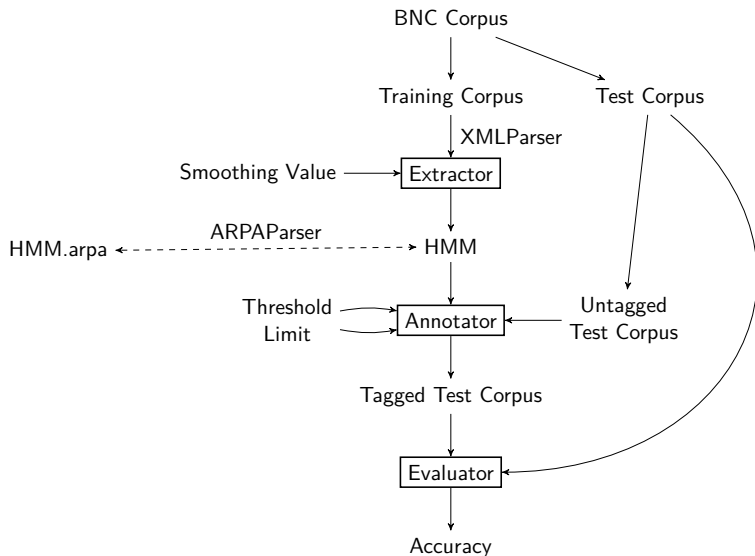 BNC Corpus
Training Corpus
Test Corpus
XMLParser
Smoothing Value
Extractor
ARPAParser
HMM.arpa
HMM
Threshold
Limit
Annotator
Untagged
Test Corpus
Tagged Test Corpus
Evaluator
Accuracy